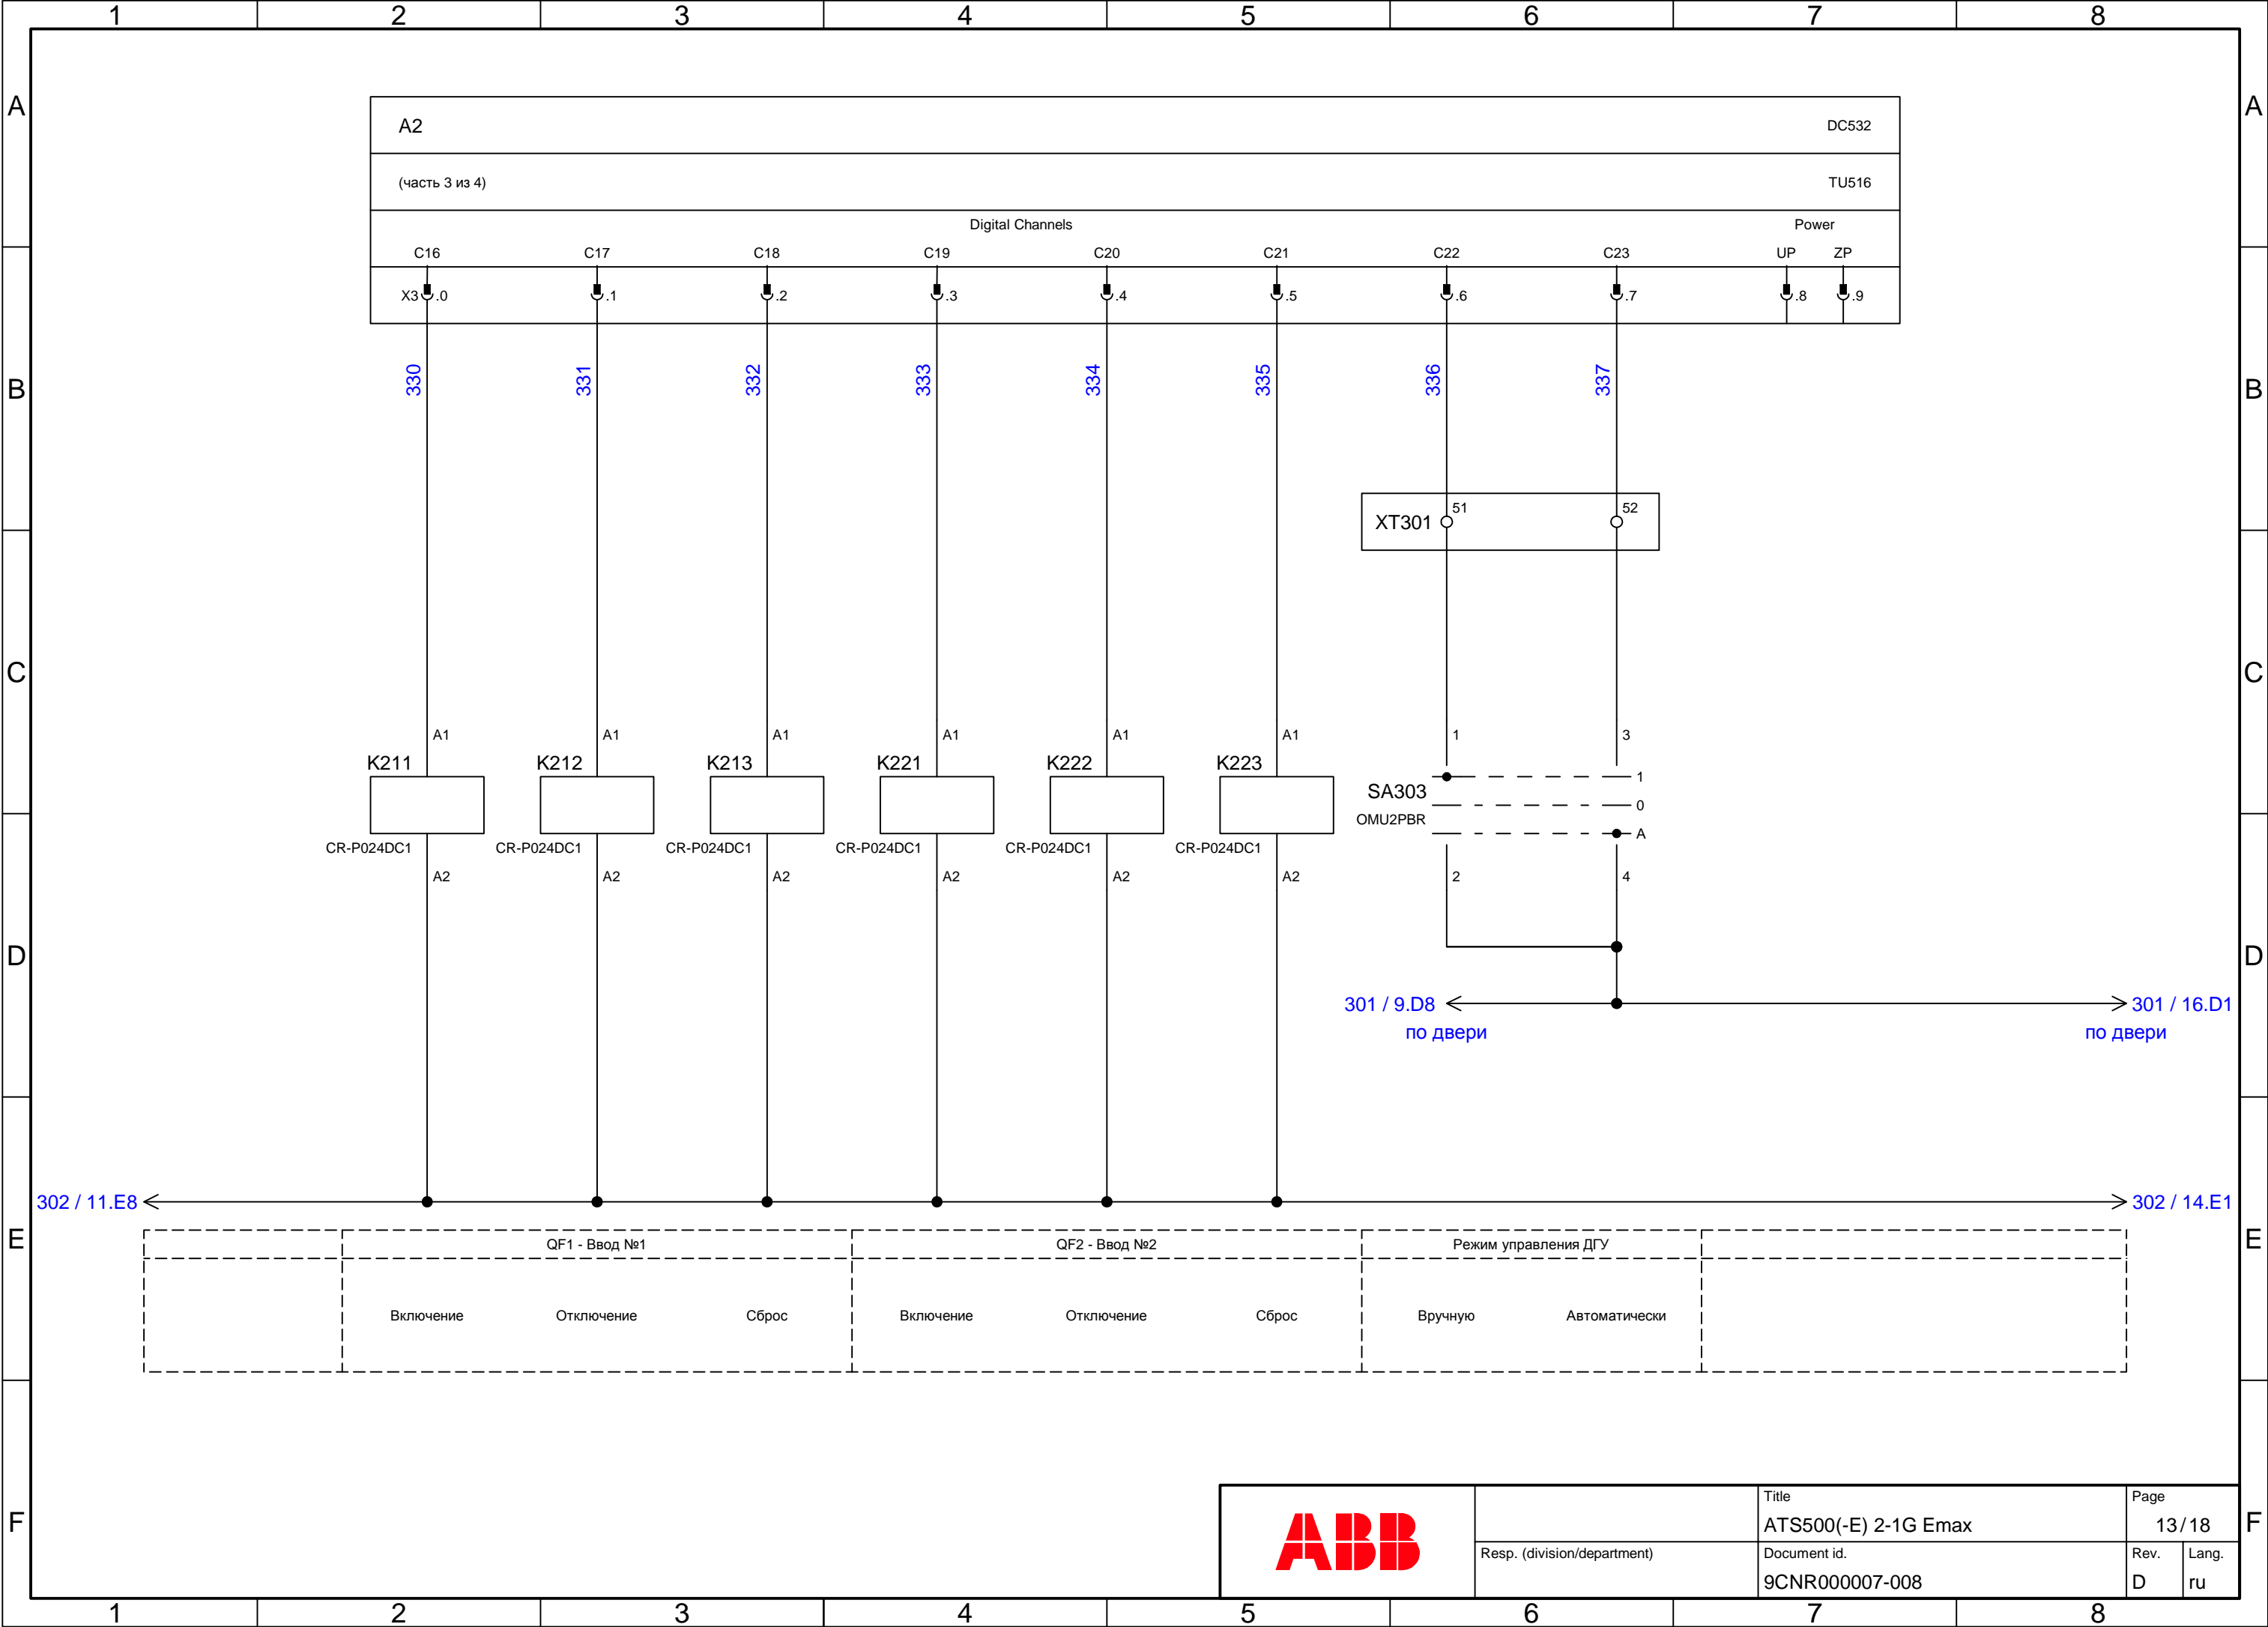 1 2 3 4 5 6 7 8
A A
A2 DC532
(часть 3 из 4) TU516
Digital Channels Power
C16 C17 C18 C19 C20 C21 C22 C23 UP ZP
X3 .0 .1 .2 .3 .4 .5 .6 .7 .8 .9
330 331 332 333 334 335 336 337
B B
XT301 51 52
C C
A1 A1 A1 A1 A1 A1 1 3
K211 K212 K213 K221 K222 K223
1
SA303
0
OMU2PBR
A
CR-P024DC1 CR-P024DC1 CR-P024DC1 CR-P024DC1 CR-P024DC1 CR-P024DC1
A2 A2 A2 A2 A2 A2 2 4
D D
301 / 9.D8 301 / 16.D1
по двери по двери
302 / 11.E8 302 / 14.E1
E E
QF1 - Ввод №1 QF2 - Ввод №2 Режим управления ДГУ
Включение Отключение Сброс Включение Отключение Сброс Вручную Автоматически
F F
ABB
Title
ATS500(-E) 2-1G Emax
Page
13/18
Resp. (division/department)
Document id.
9CNR000007-008
Rev.
D
Lang.
ru
1 2 3 4 5 6 7 8